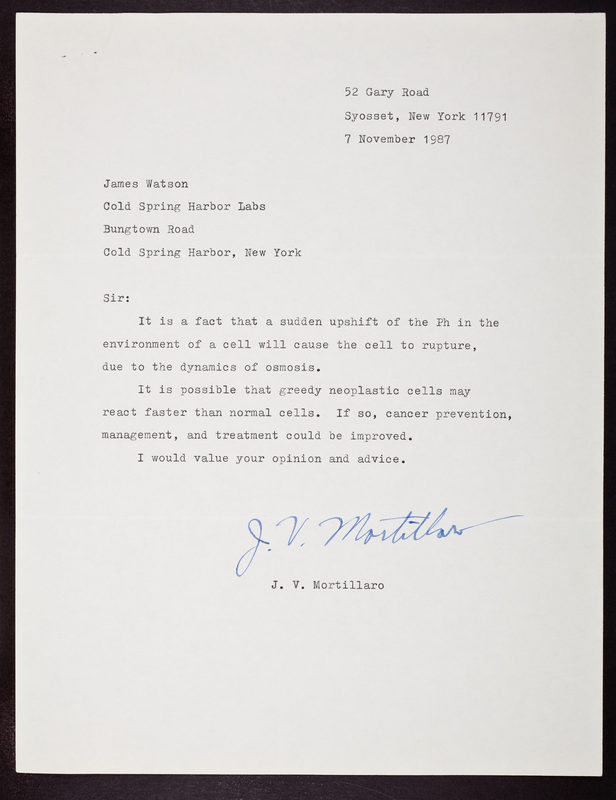 52 Gary Road
Syosset, New York 11791
7 November 1987
James Watson
Cold Spring Harbor Labs
Bungtown Road
Cold Spring Harbor, New York
Sir:
It is a fact that a sudden upshift of the Ph in the
environment of a cell will cause the cell to rupture,
due to the dynamics of osmosis.
It is possible that greedy neoplastic cells may
react faster than normal cells. If so, cancer prevention,
management, and treatment could be improved.
I would value your opinion and advice.
J. V. Mortillaro
J. V. Mortillaro